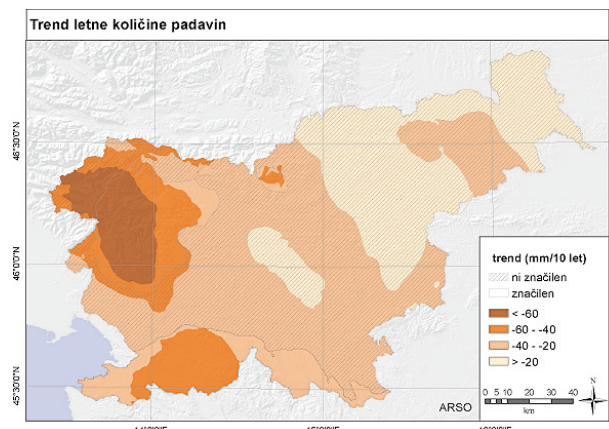 Trend letne količine padavin
46°30'0"N
46°0'0"N
45°30'0"N
trend (mm/10 let)
ni značilen
značilen
< -60
-60 - -40
-40 - -20
> -20
0 5 10 20 30 40
km
N
ARSO